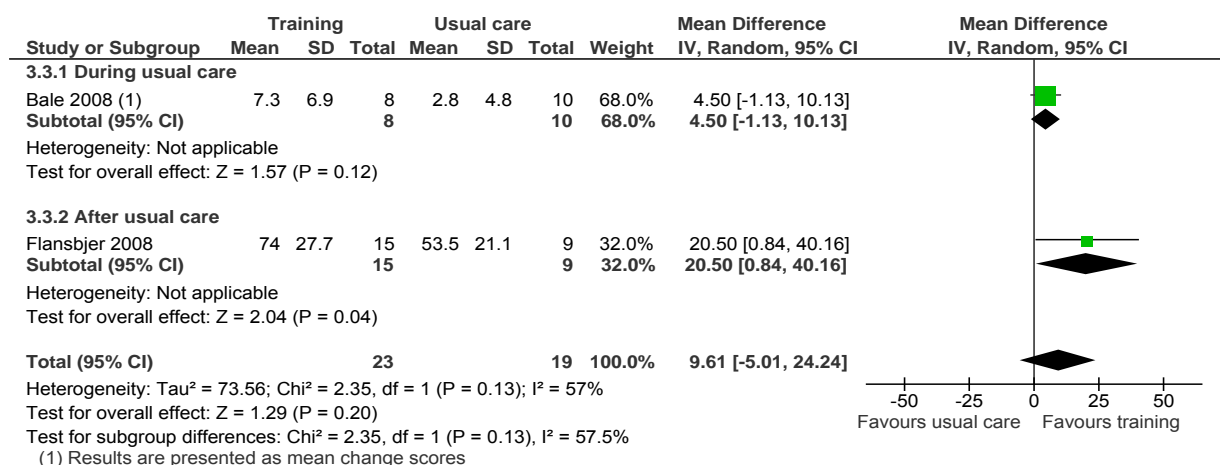 Training Usual care Mean Difference Mean Difference
Study or Subgroup Mean SD Total Mean SD Total Weight IV, Random, 95% CI IV, Random, 95% CI
3.3.1 During usual care
Bale 2008 (1) 7.3 6.9 8 2.8 4.8 10 68.0% 4.50 [-1.13, 10.13]
Subtotal (95% CI) 8 10 68.0% 4.50 [-1.13, 10.13]
Heterogeneity: Not applicable
Test for overall effect: Z = 1.57 (P = 0.12)
3.3.2 After usual care
Flansbjer 2008 74 27.7 15 53.5 21.1 9 32.0% 20.50 [0.84, 40.16]
Subtotal (95% CI) 15 9 32.0% 20.50 [0.84, 40.16]
Heterogeneity: Not applicable
Test for overall effect: Z = 2.04 (P = 0.04)
Total (95% CI) 23 19 100.0% 9.61 [-5.01, 24.24]
Heterogeneity: Tau² = 73.56; Chi² = 2.35, df = 1 (P = 0.13); I² = 57%
Test for overall effect: Z = 1.29 (P = 0.20)
Test for subgroup differences: Chi² = 2.35, df = 1 (P = 0.13), I² = 57.5%
(1) Results are presented as mean change scores
-50 -25 0 25 50
Favours usual care Favours training